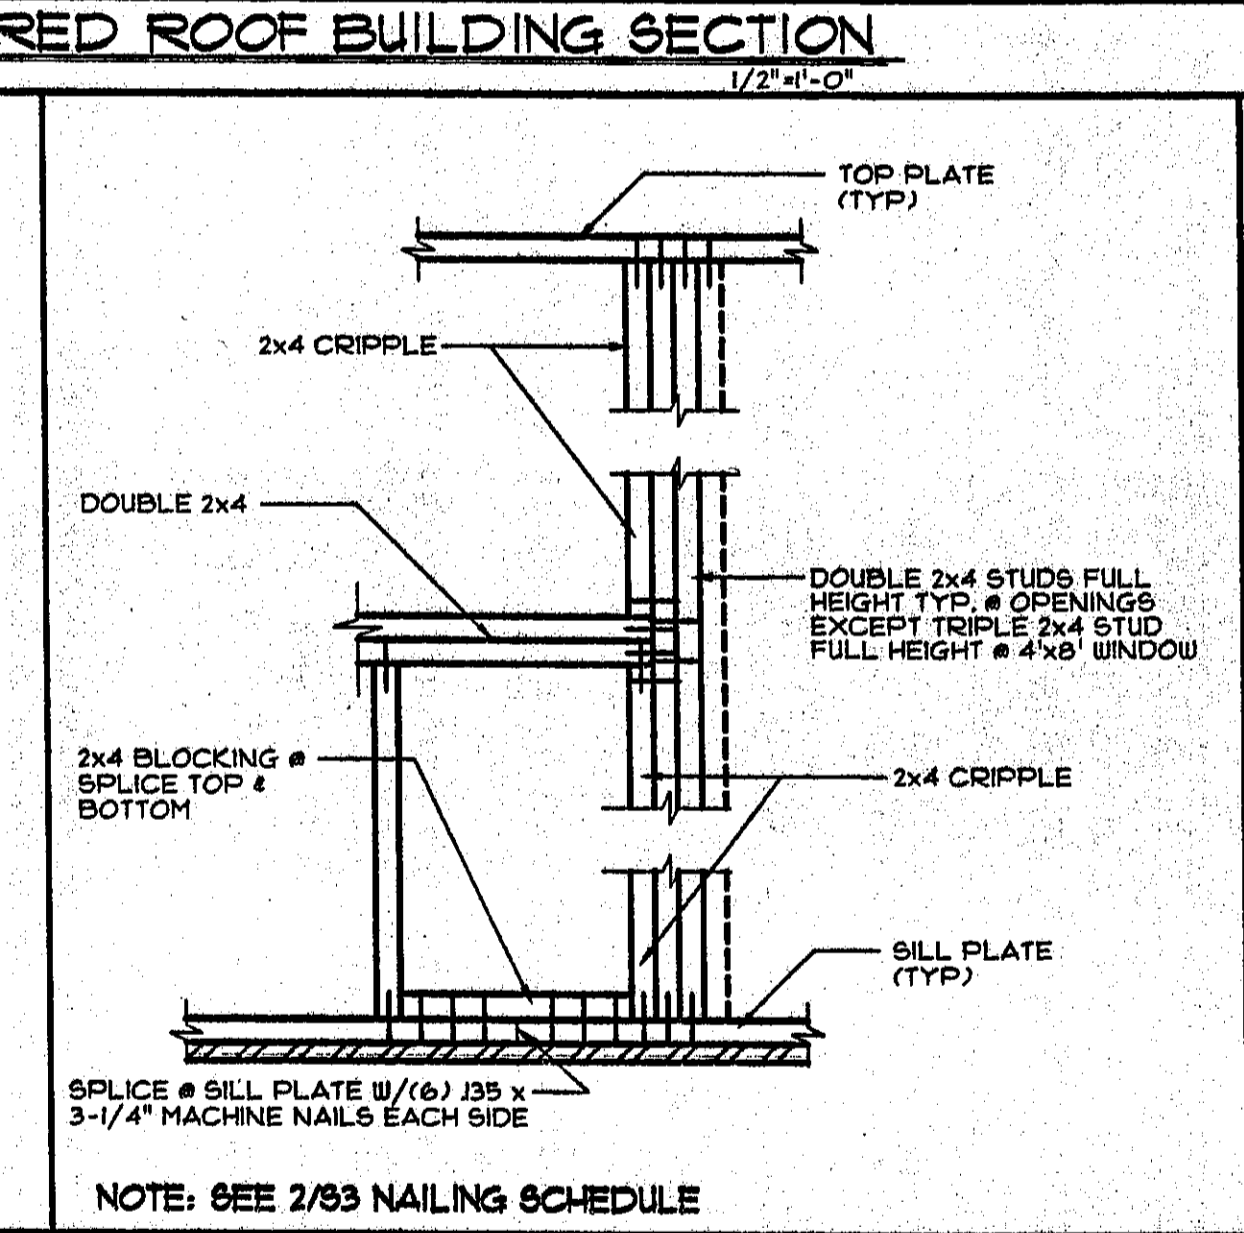 RED ROOF BUILDING SECTION
1/2"=1'-0"
TOP PLATE
(TYP)
2x4 CRIPPLE
DOUBLE 2x4
DOUBLE 2x4 STUDS FULL
HEIGHT TYP. @ OPENINGS
EXCEPT TRIPLE 2x4 STUD
FULL HEIGHT @ 4'x8' WINDOW
2x4 BLOCKING @
SPLICE TOP &
BOTTOM
2x4 CRIPPLE
SILL PLATE
(TYP)
SPLICE @ SILL PLATE W/(6) .135 x
3-1/4" MACHINE NAILS EACH SIDE
NOTE: SEE 2/S3 NAILING SCHEDULE